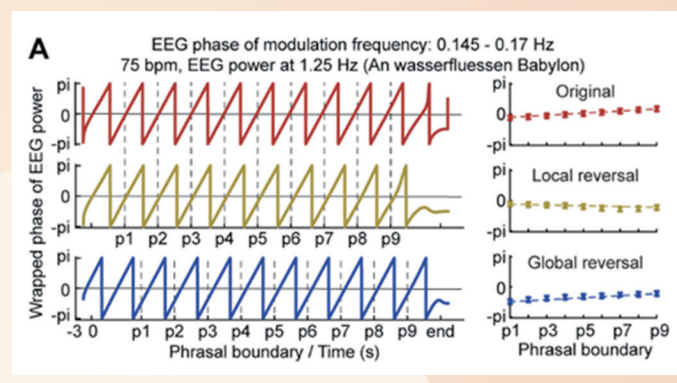 A
EEG phase of modulation frequency: 0.145 - 0.17 Hz
75 bpm, EEG power at 1.25 Hz (An wasserfluessen Babylon)
Wrapped phase of EEG power
pi
0
-pi
pi
0
-pi
p1 p2 p3 p4 p5 p6 p7 p8 p9
pi
0
-pi
-3 0 p1 p2 p3 p4 p5 p6 p7 p8 p9 end
Phrasal boundary / Time (s)
Original
pi
0
-pi
Local reversal
pi
0
-pi
Global reversal
pi
0
-pi
p1 p3 p5 p7 p9
Phrasal boundary